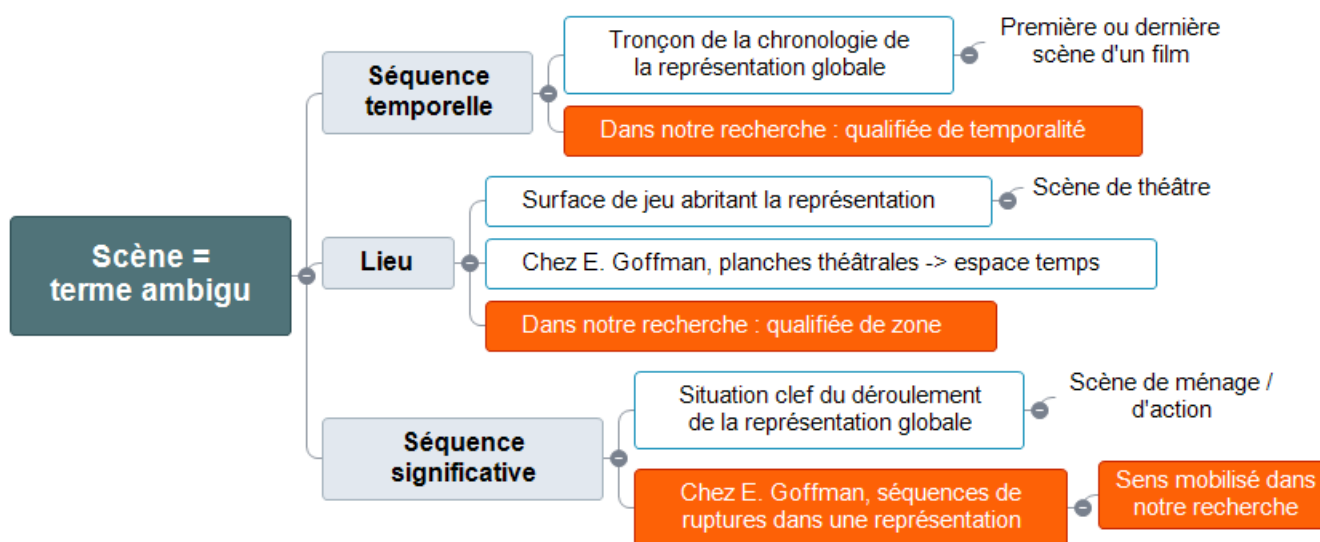 Scène =
terme ambigu
Séquence
temporelle
Tronçon de la chronologie de
la représentation globale
Première ou dernière
scène d'un film
Dans notre recherche : qualifiée de temporalité
Lieu
Surface de jeu abritant la représentation
Scène de théâtre
Chez E. Goffman, planches théâtrales -> espace temps
Dans notre recherche : qualifiée de zone
Séquence
significative
Situation clef du déroulement
de la représentation globale
Scène de ménage /
d'action
Chez E. Goffman, séquences de
ruptures dans une représentation
Sens mobilisé dans
notre recherche